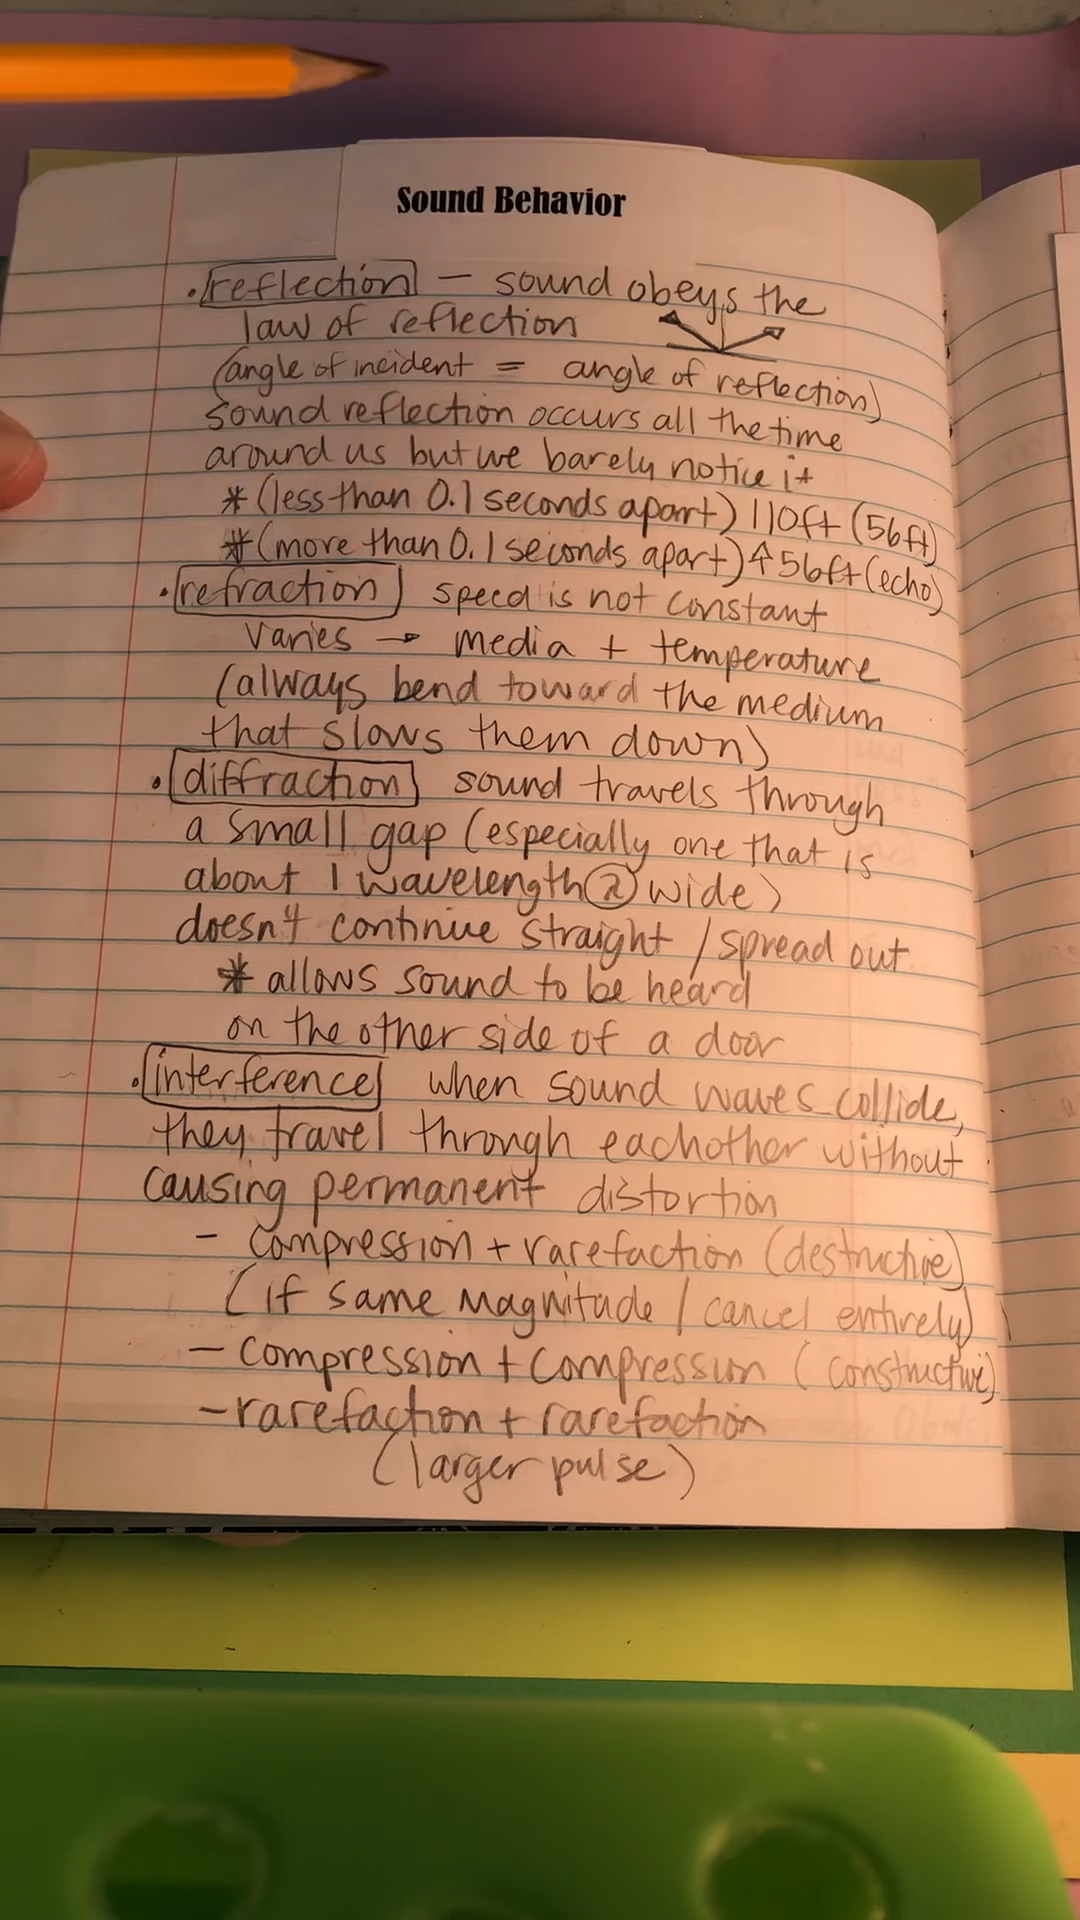 Sound Behavior
• reflection — sound obeys the
law of reflection
(angle of incident = angle of reflection)
sound reflection occurs all the time
around us but we barely notice it
* (less than 0.1 seconds apart) 110ft (56ft)
* (more than 0.1 seconds apart) ↑ 56ft (echo)
• refraction speed is not constant
varies → media + temperature
(always bend toward the medium
that slows them down)
• diffraction sound travels through
a small gap (especially one that is
about 1 wavelength λ wide)
doesn't continue straight / spread out
* allows sound to be heard
on the other side of a door
• interference when sound waves collide,
they travel through eachother without
causing permanent distortion
- compression + rarefaction (destructive)
(if same magnitude / cancel entirely)
- compression + compression (constructive)
- rarefaction + rarefaction
(larger pulse)